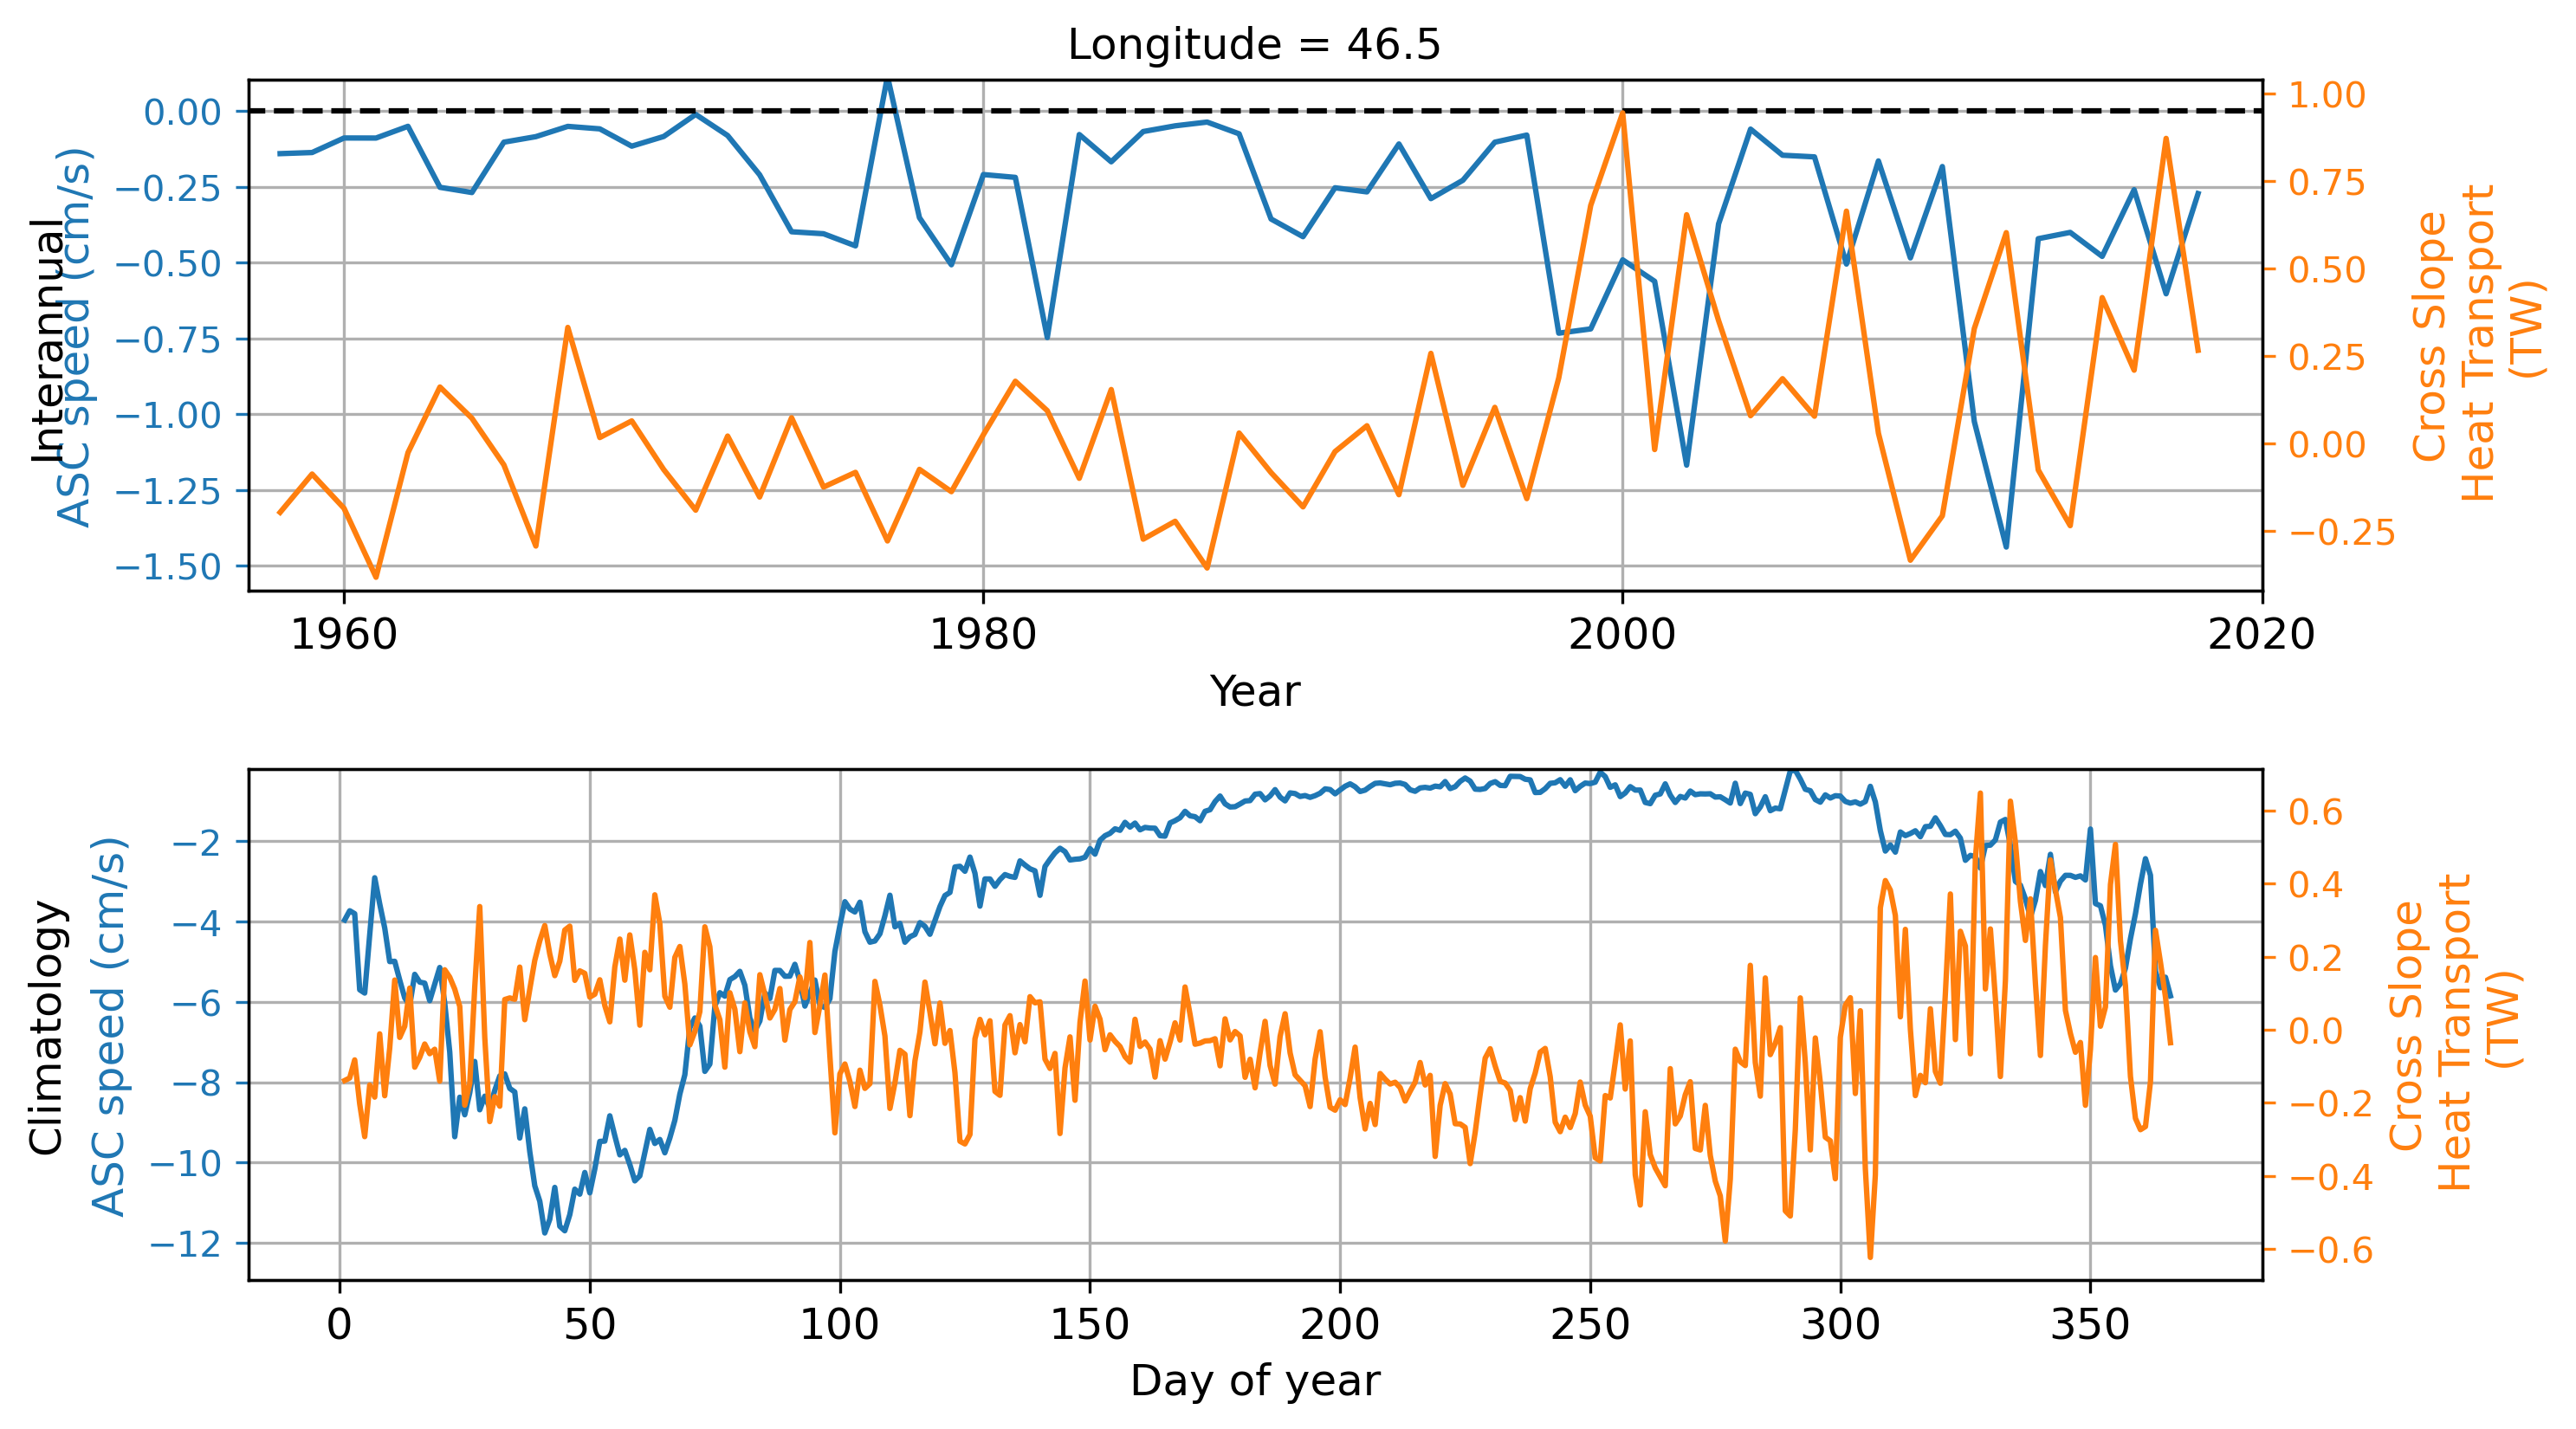 Longitude = 46.5
Interannual
ASC speed (cm/s)
0.00
−0.25
−0.50
−0.75
−1.00
−1.25
−1.50
1.00
0.75
0.50
0.25
0.00
−0.25
Cross Slope
Heat Transport
(TW)
1960
1980
2000
2020
Year
Climatology
ASC speed (cm/s)
−2
−4
−6
−8
−10
−12
0.6
0.4
0.2
0.0
−0.2
−0.4
−0.6
Cross Slope
Heat Transport
(TW)
0
50
100
150
200
250
300
350
Day of year